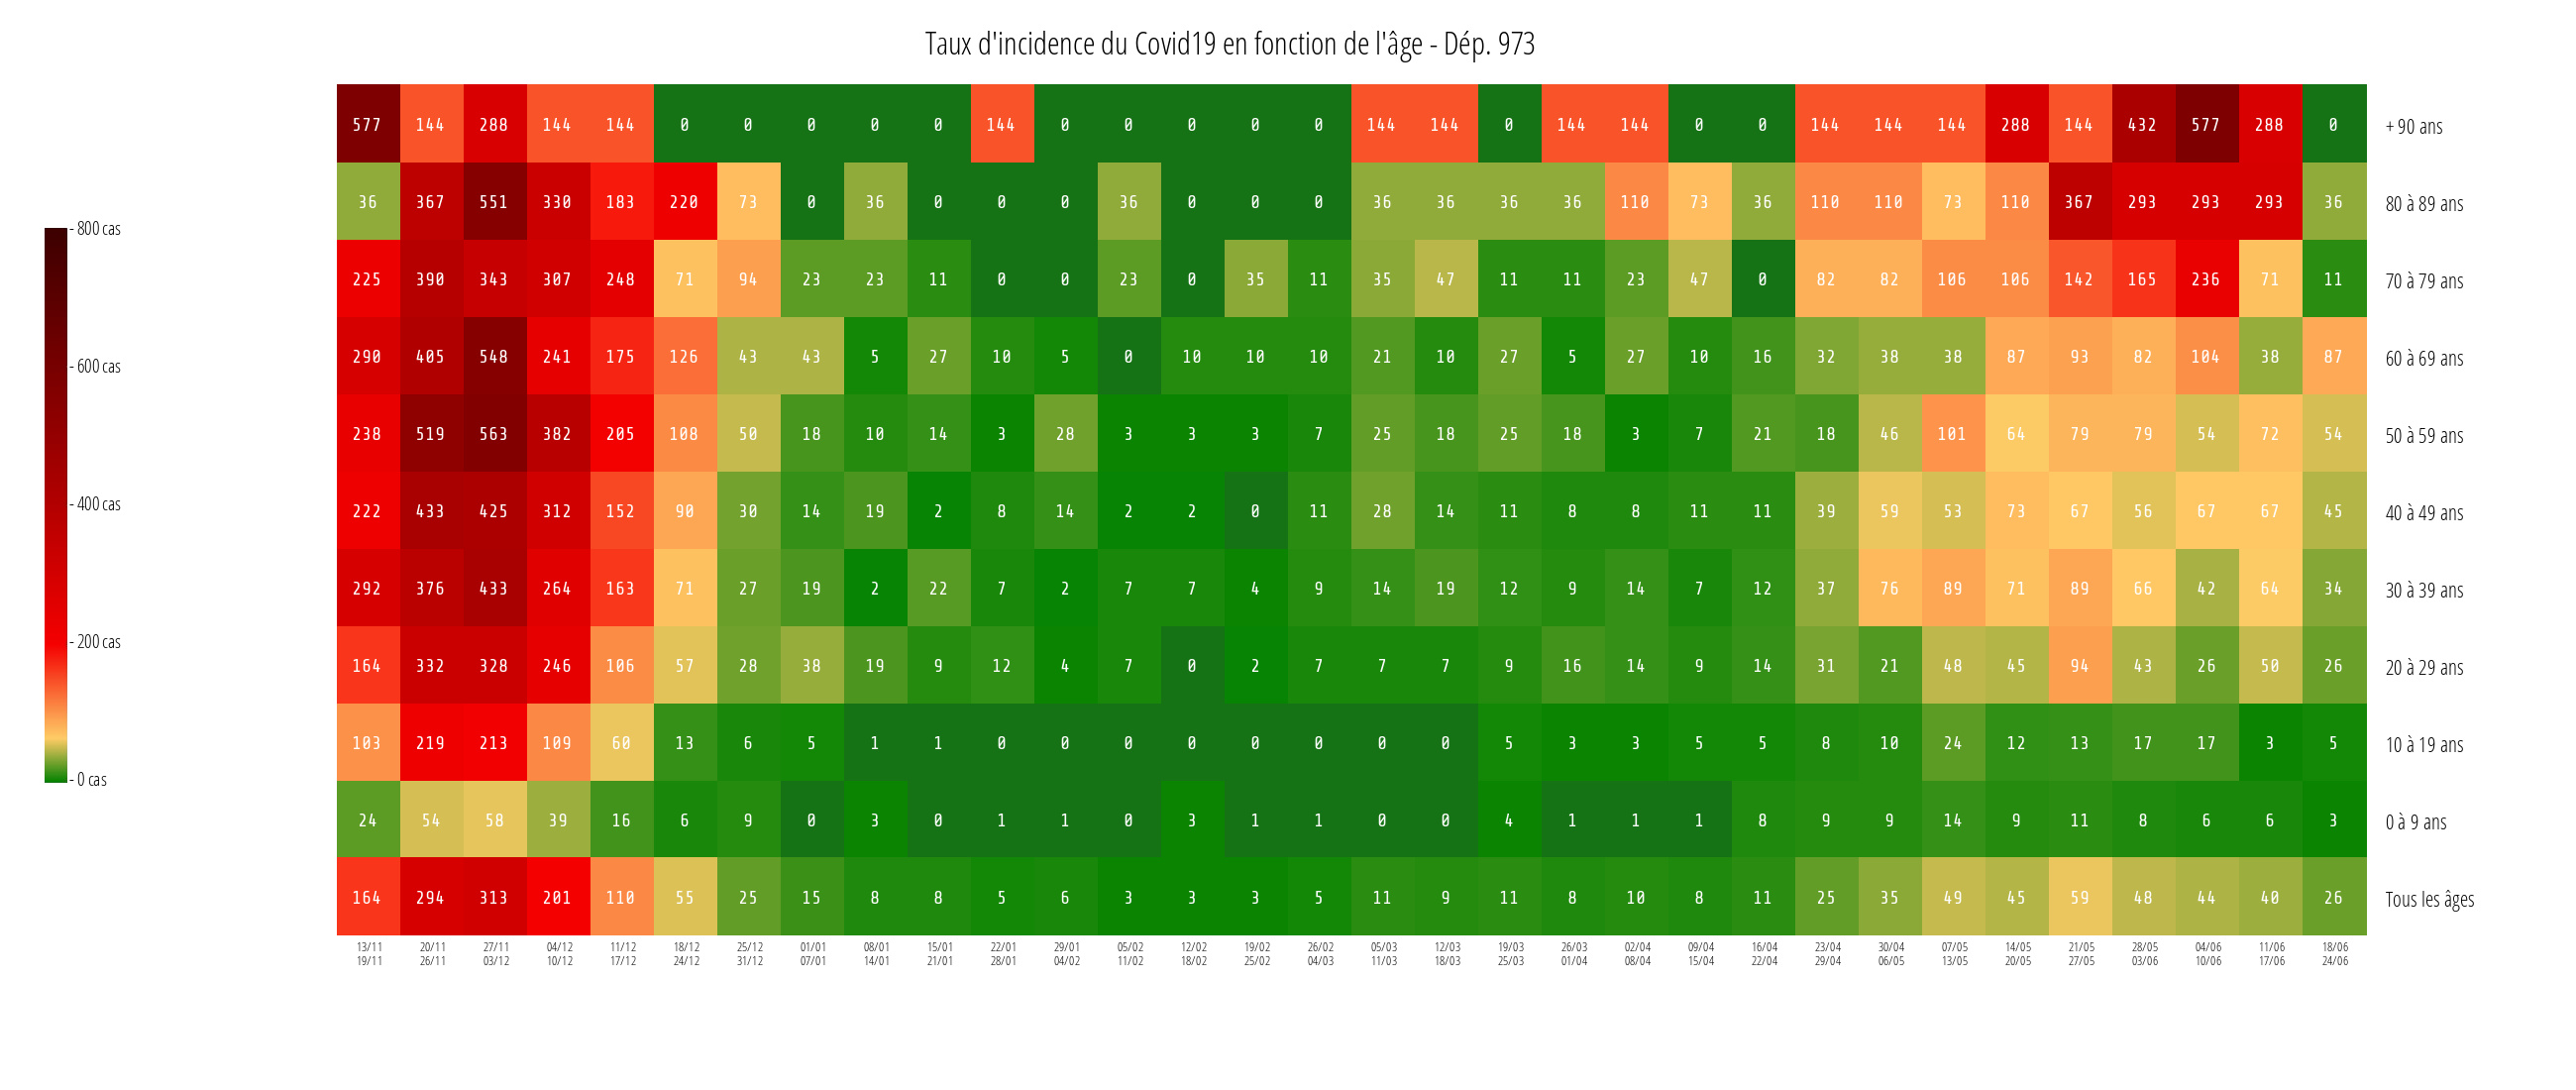 Taux d'incidence du Covid19 en fonction de l'âge - Dép. 973
577 144 288 144 144 0 0 0 0 0 144 0 0 0 0 0 144 144 0 144 144 0 0 144 144 144 288 144 432 577 288 0 + 90 ans
36 367 551 330 183 220 73 0 36 0 0 0 36 0 0 0 36 36 36 36 110 73 36 110 110 73 110 367 293 293 293 36 80 à 89 ans
- 800 cas
225 390 343 307 248 71 94 23 23 11 0 0 23 0 35 11 35 47 11 11 23 47 0 82 82 106 106 142 165 236 71 11 70 à 79 ans
290 405 548 241 175 126 43 43 5 27 10 5 0 10 10 10 21 10 27 5 27 10 16 32 38 38 87 93 82 104 38 87 60 à 69 ans
- 600 cas
238 519 563 382 205 108 50 18 10 14 3 28 3 3 3 7 25 18 25 18 3 7 21 18 46 101 64 79 79 54 72 54 50 à 59 ans
- 400 cas
222 433 425 312 152 90 30 14 19 2 8 14 2 2 0 11 28 14 11 8 8 11 11 39 59 53 73 67 56 67 67 45 40 à 49 ans
292 376 433 264 163 71 27 19 2 22 7 2 7 7 4 9 14 19 12 9 14 7 12 37 76 89 71 89 66 42 64 34 30 à 39 ans
- 200 cas
164 332 328 246 106 57 28 38 19 9 12 4 7 0 2 7 7 7 9 16 14 9 14 31 21 48 45 94 43 26 50 26 20 à 29 ans
103 219 213 109 60 13 6 5 1 1 0 0 0 0 0 0 0 0 5 3 3 5 5 8 10 24 12 13 17 17 3 5 10 à 19 ans
- 0 cas
24 54 58 39 16 6 9 0 3 0 1 1 0 3 1 1 0 0 4 1 1 1 8 9 9 14 9 11 8 6 6 3 0 à 9 ans
164 294 313 201 110 55 25 15 8 8 5 6 3 3 3 5 11 9 11 8 10 8 11 25 35 49 45 59 48 44 40 26 Tous les âges
13/11 20/11 27/11 04/12 11/12 18/12 25/12 01/01 08/01 15/01 22/01 29/01 05/02 12/02 19/02 26/02 05/03 12/03 19/03 26/03 02/04 09/04 16/04 23/04 30/04 07/05 14/05 21/05 28/05 04/06 11/06 18/06
19/11 26/11 03/12 10/12 17/12 24/12 31/12 07/01 14/01 21/01 28/01 04/02 11/02 18/02 25/02 04/03 11/03 18/03 25/03 01/04 08/04 15/04 22/04 29/04 06/05 13/05 20/05 27/05 03/06 10/06 17/06 24/06